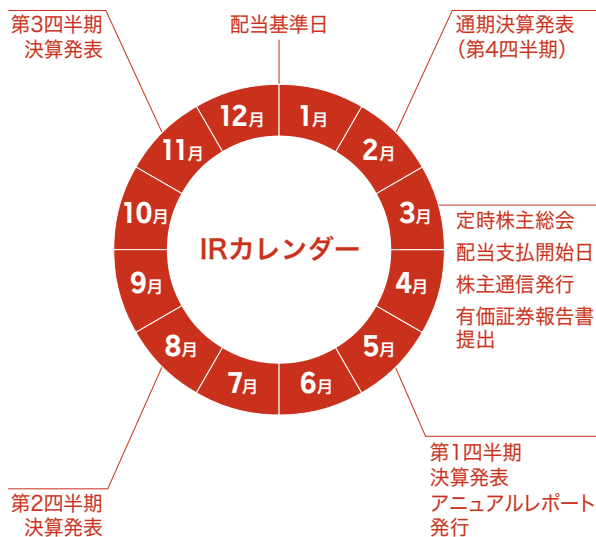 第3四半期
決算発表
配当基準日
通期決算発表
（第4四半期）
12月
1月
11月
2月
10月
3月
IRカレンダー
9月
4月
8月
5月
7月
6月
定時株主総会
配当支払開始日
株主通信発行
有価証券報告書
提出
第1四半期
決算発表
アニュアルレポート
発行
第2四半期
決算発表